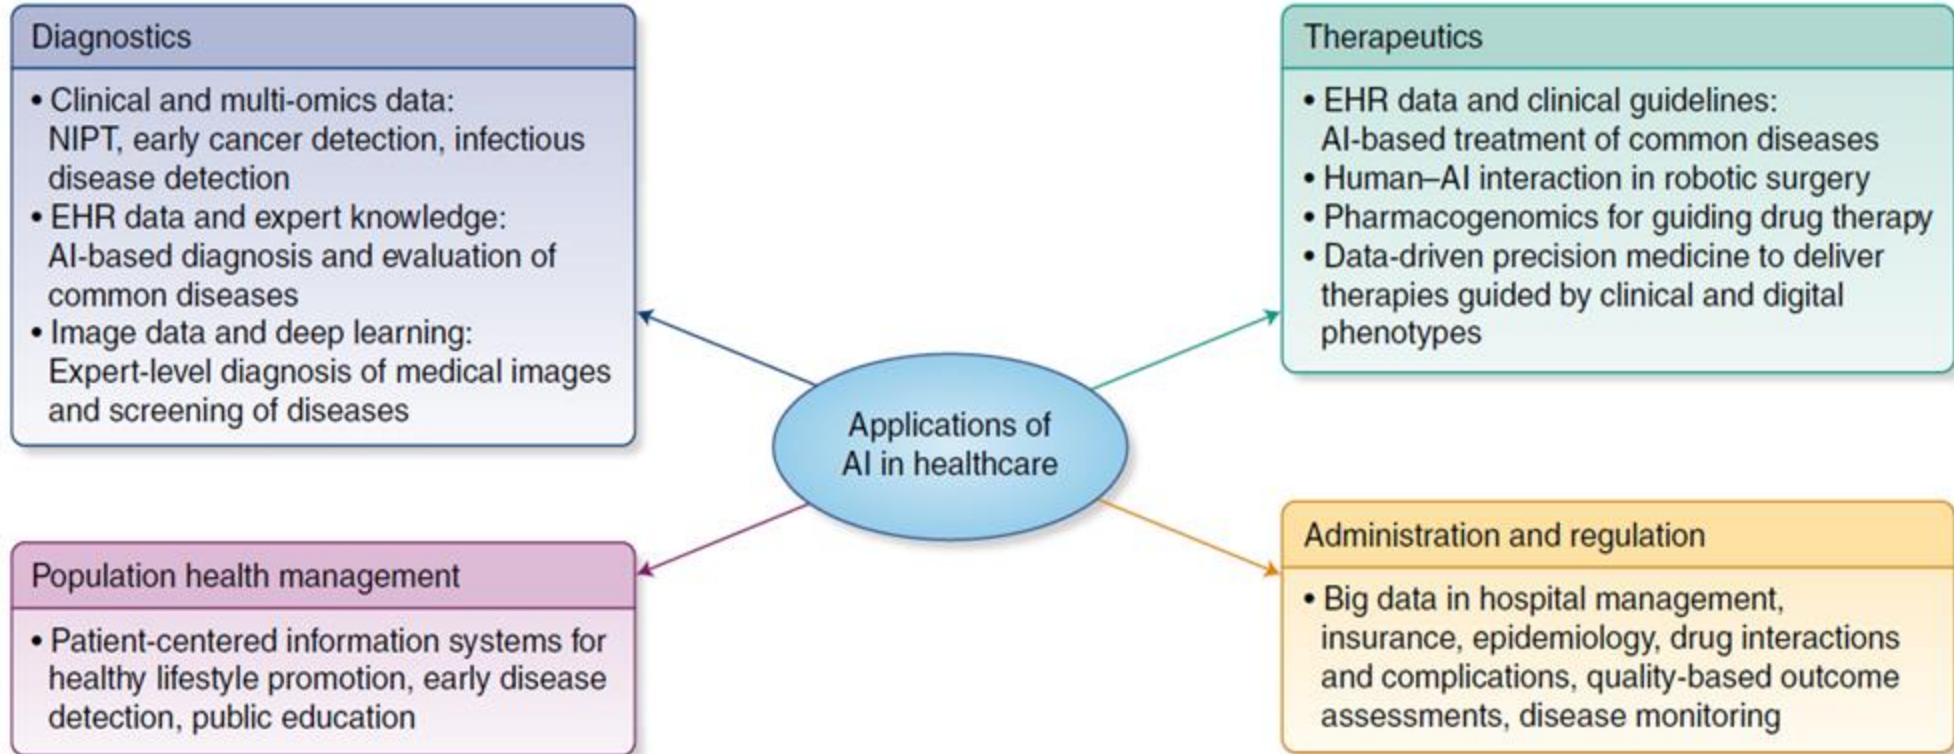 Diagnostics
• Clinical and multi-omics data:
NIPT, early cancer detection, infectious
disease detection
• EHR data and expert knowledge:
AI-based diagnosis and evaluation of
common diseases
• Image data and deep learning:
Expert-level diagnosis of medical images
and screening of diseases
Therapeutics
• EHR data and clinical guidelines:
AI-based treatment of common diseases
• Human–AI interaction in robotic surgery
• Pharmacogenomics for guiding drug therapy
• Data-driven precision medicine to deliver
therapies guided by clinical and digital
phenotypes
Applications of
AI in healthcare
Population health management
• Patient-centered information systems for
healthy lifestyle promotion, early disease
detection, public education
Administration and regulation
• Big data in hospital management,
insurance, epidemiology, drug interactions
and complications, quality-based outcome
assessments, disease monitoring